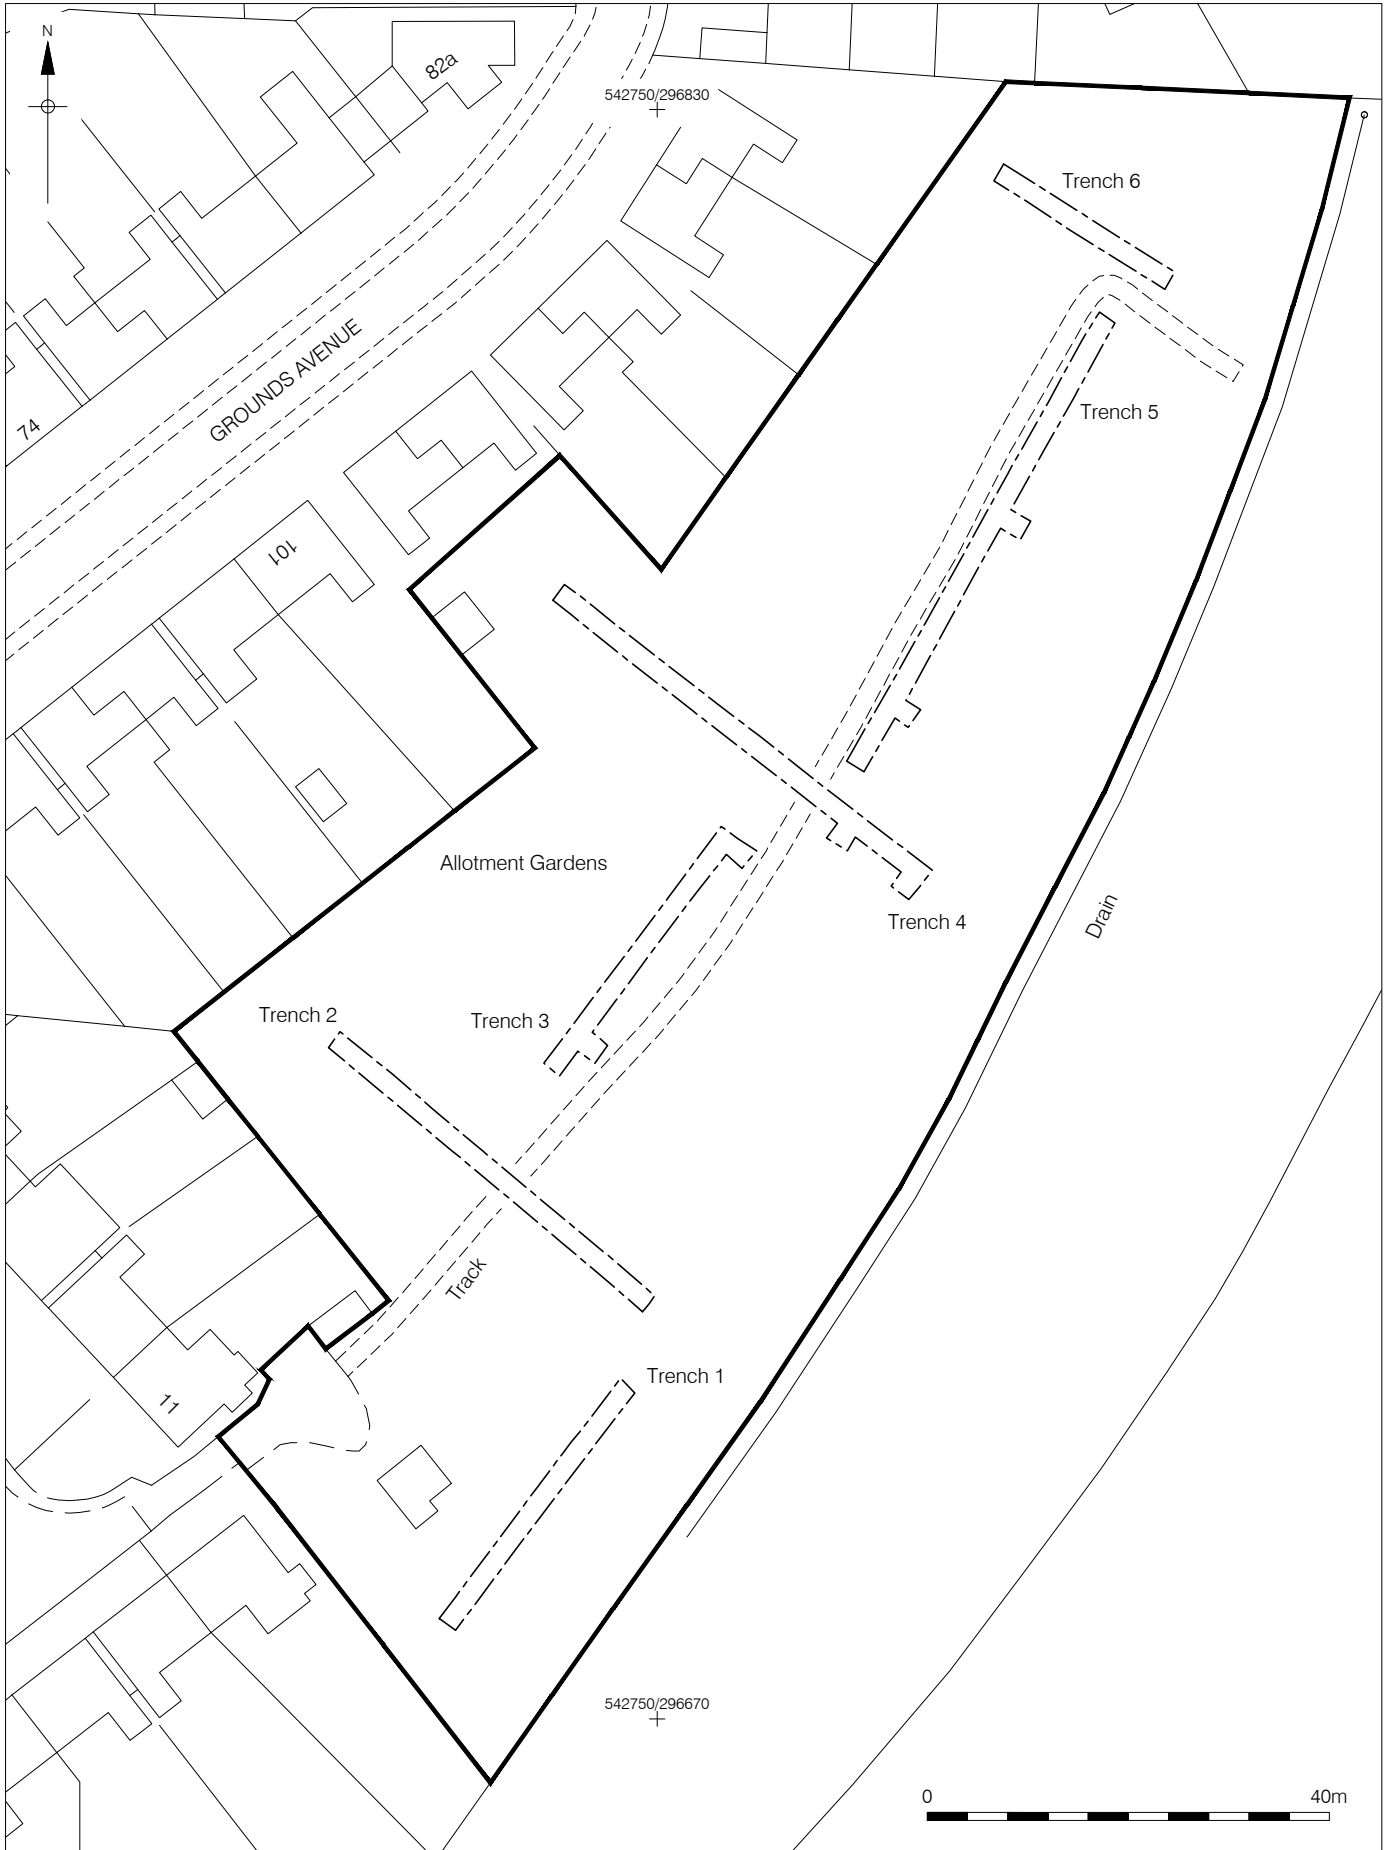 N
82a
542750/296830
Trench 6
GROUNDS AVENUE
Trench 5
74
101
Allotment Gardens
Trench 4
Drain
Trench 2
Trench 3
Track
Trench 1
11
542750/296670
0 40m